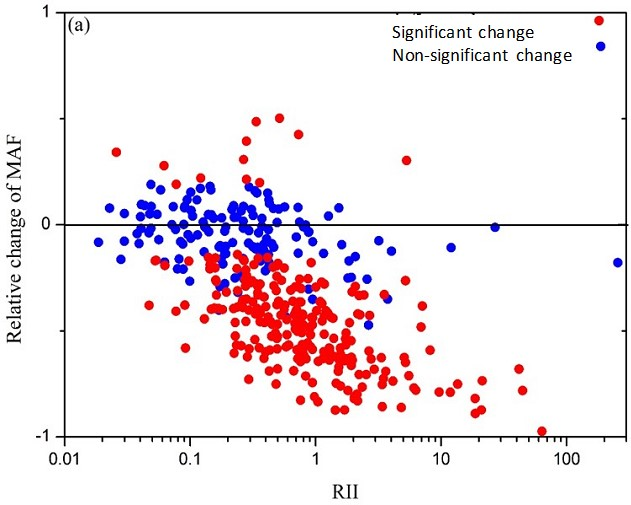 1
(a)
Significant change
Non-significant change
Relative change of MAF
0
-1
0.01
0.1
1
10
100
RII